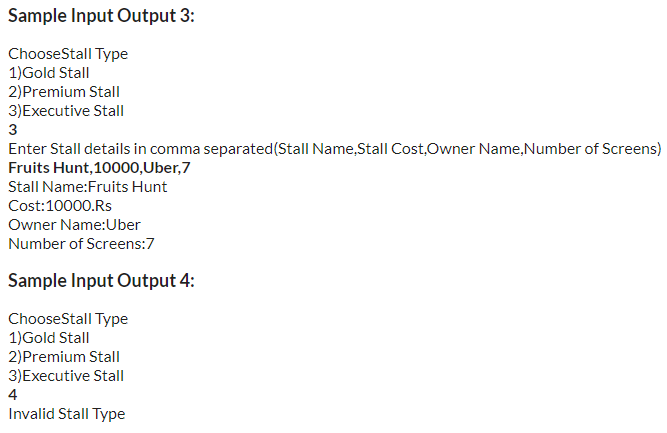 Sample Input Output 3:
ChooseStall Type
1)Gold Stall
2)Premium Stall
3)Executive Stall
3
Enter Stall details in comma separated(Stall Name,Stall Cost,Owner Name,Number of Screens)
Fruits Hunt,10000,Uber,7
Stall Name:Fruits Hunt
Cost:10000.Rs
Owner Name:Uber
Number of Screens:7
Sample Input Output 4:
ChooseStall Type
1)Gold Stall
2)Premium Stall
3)Executive Stall
4
Invalid Stall Type